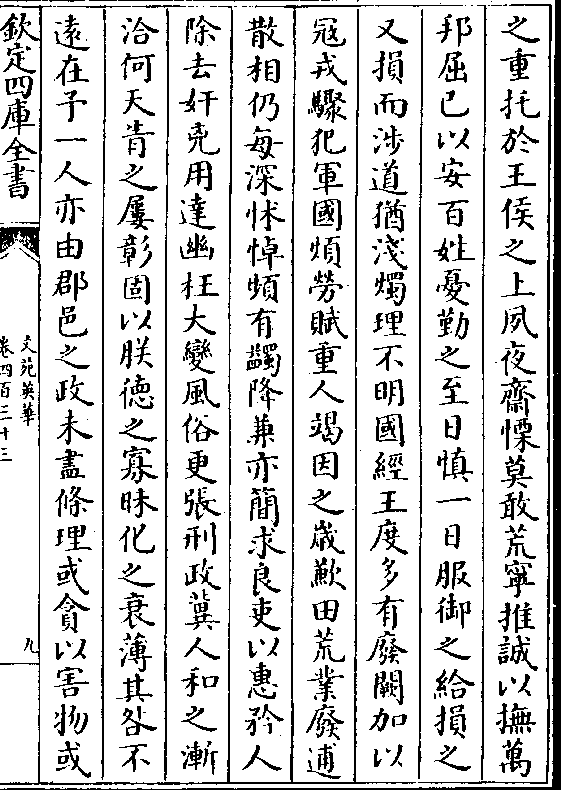 之重托於王侯之上夙夜齋慄莫敢荒寧推誠以撫萬
邦屈已以安百姓憂勤之至日慎一日服御之給損之
又損而涉道猶淺燭理不明國經王度多有廢闕加以
冦戎驟犯軍國煩勞賦重人竭因之歳歉田荒業廢逋
散相仍每深怵悼頻有蠲降兼亦簡求良吏以惠矜人
除去奸尭用達幽枉大變風俗更張刑政冀人和之漸
洽何天眚之屢彰固以朕徳之寡昧化之衰薄其咎不
逺在予一人亦由郡邑之政未盡條理或貪以害物或
欽定四庫全書
文苑英華
卷四百三十三
九